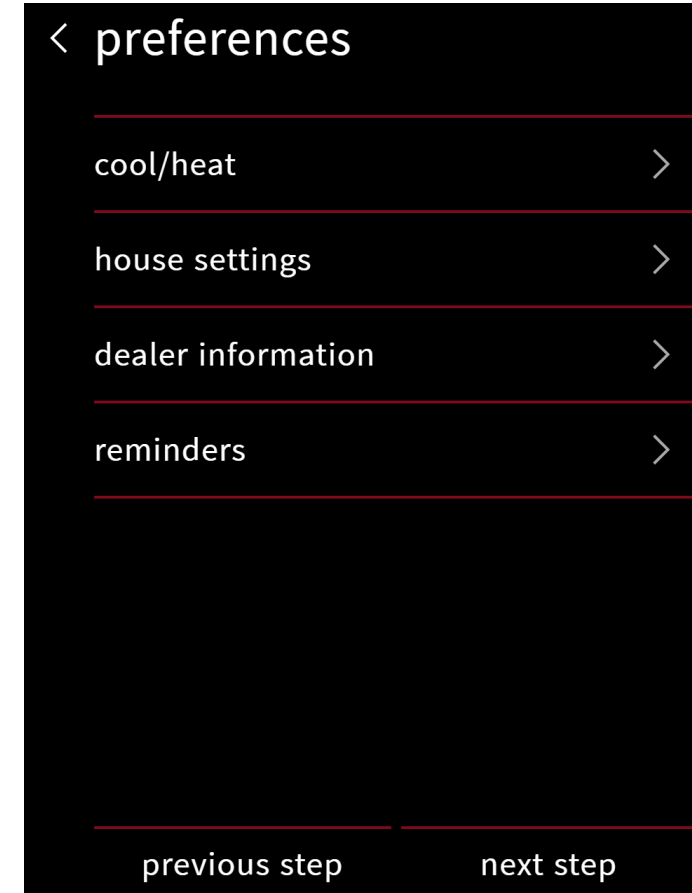 preferences
cool/heat
house settings
dealer information
reminders
previous step
next step